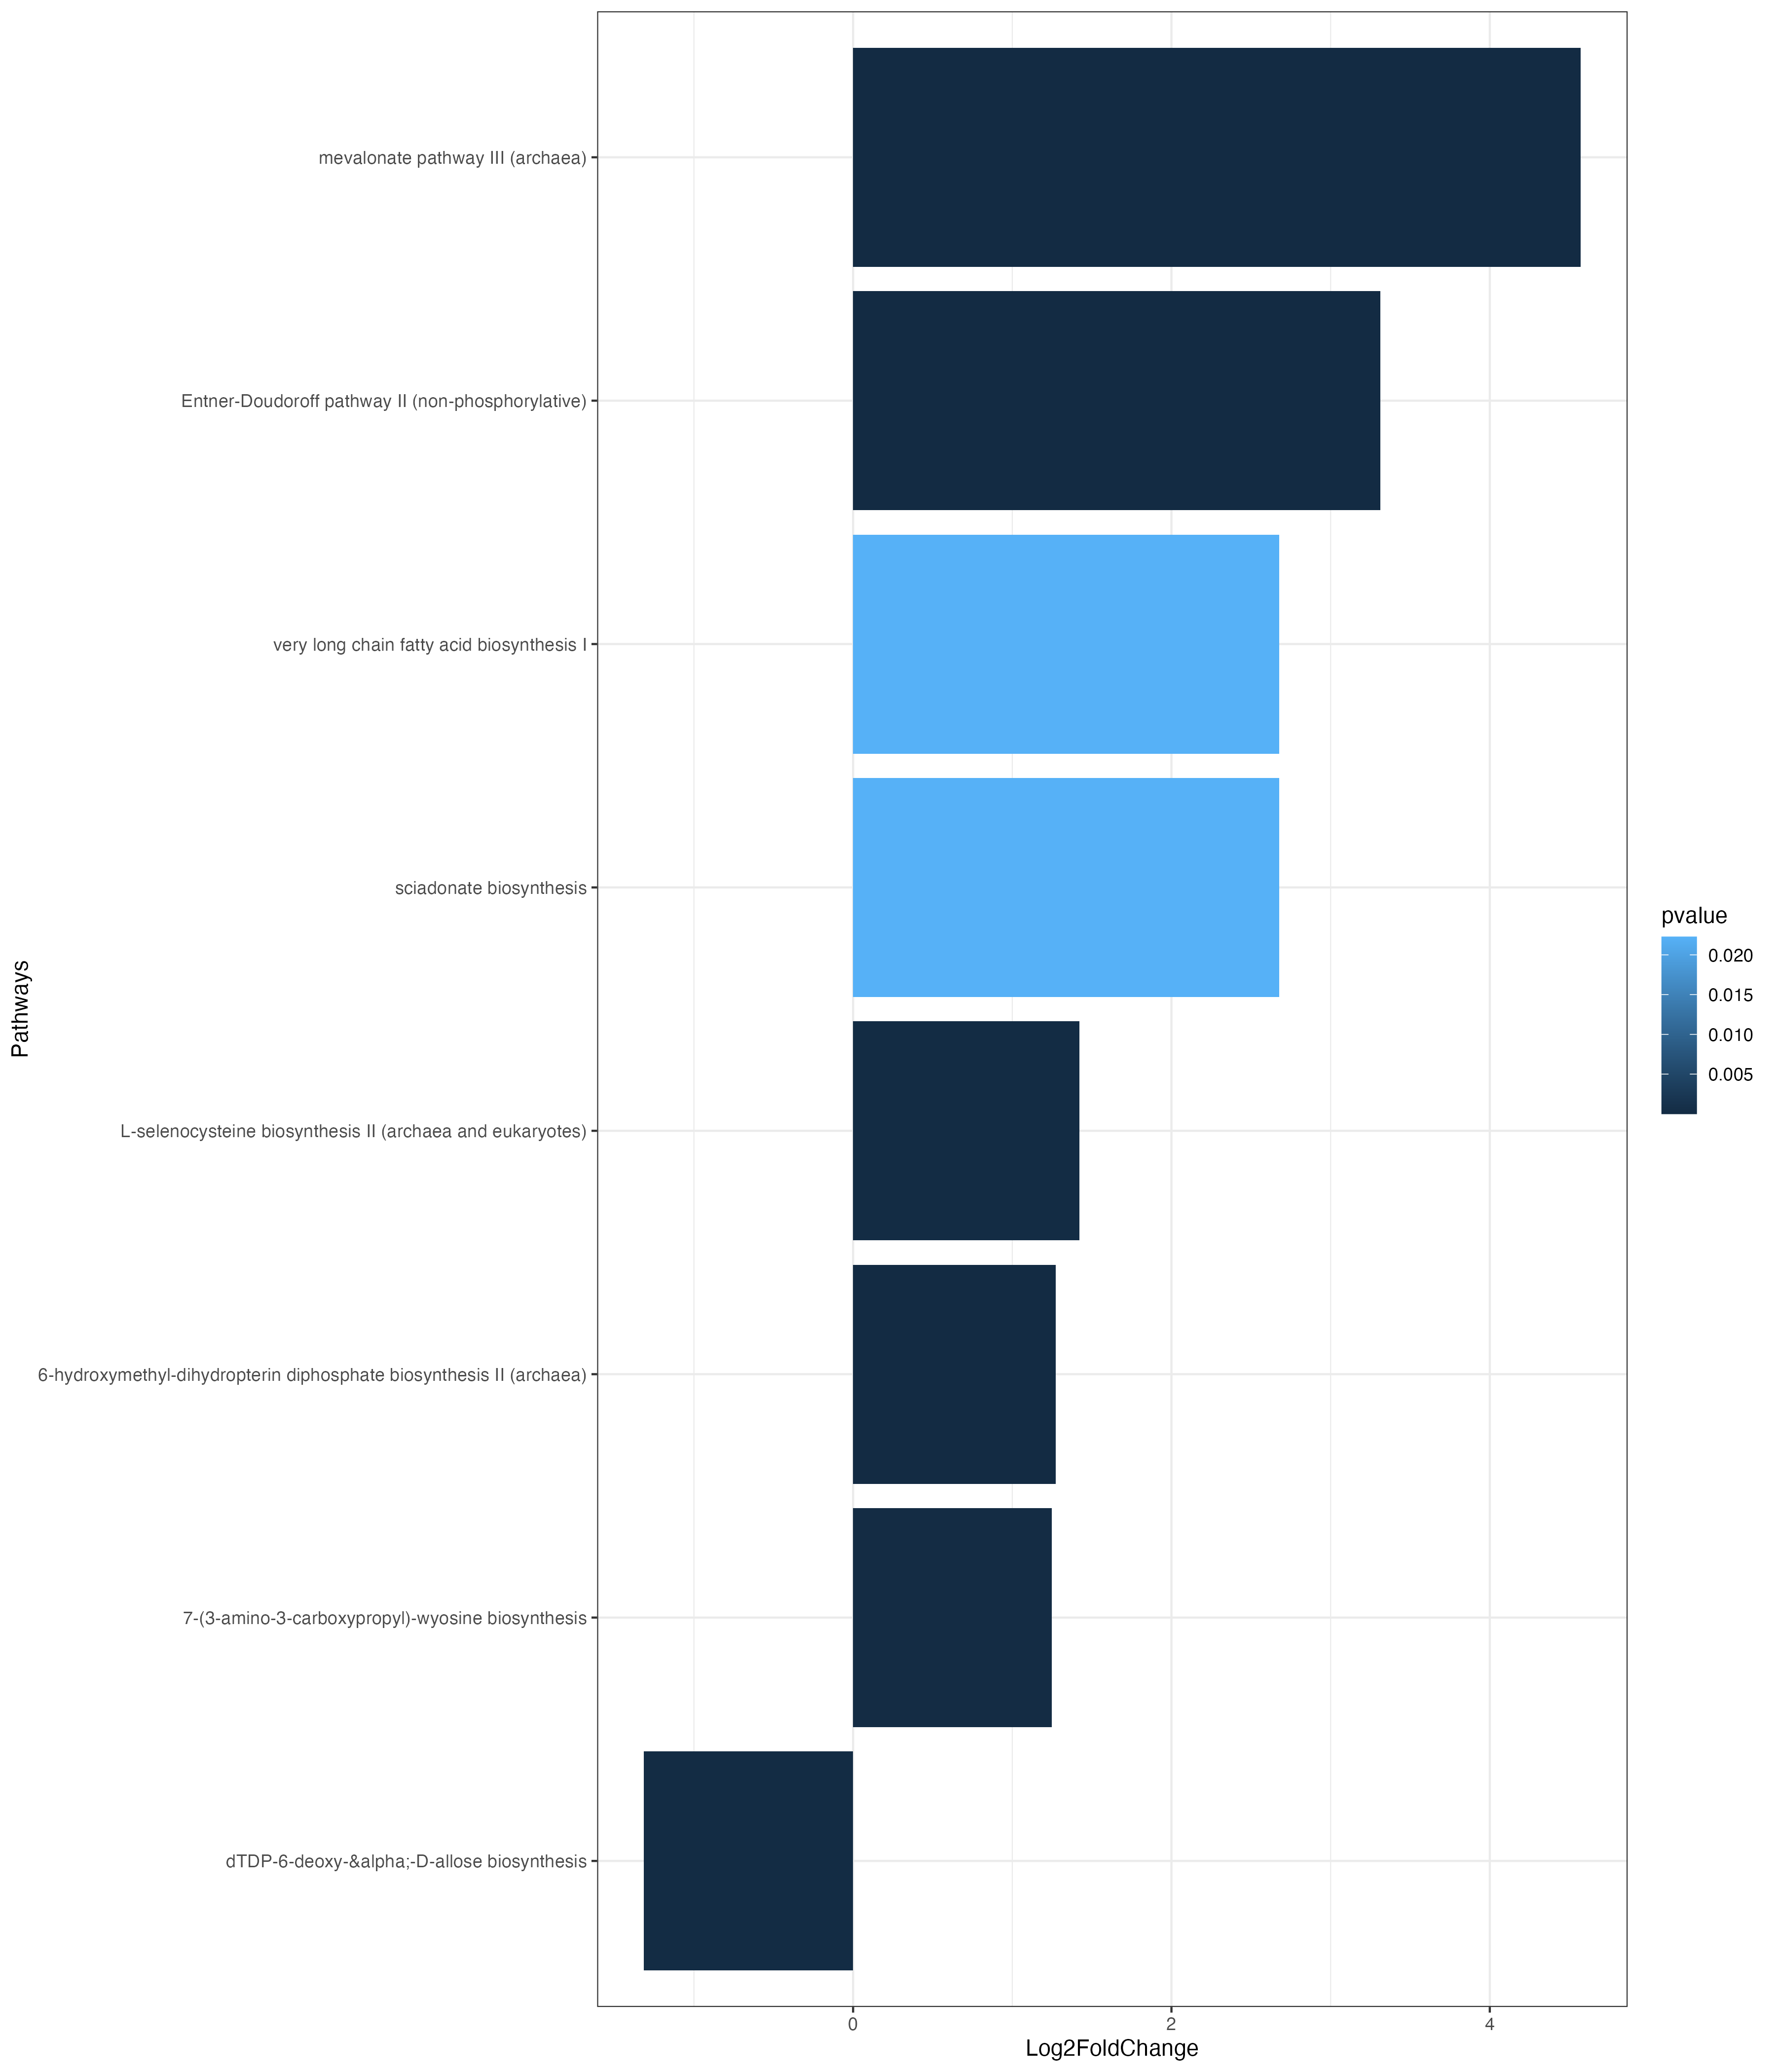 mevalonate pathway III (archaea)
Entner-Doudoroff pathway II (non-phosphorylative)
very long chain fatty acid biosynthesis I
sciadonate biosynthesis
L-selenocysteine biosynthesis II (archaea and eukaryotes)
6-hydroxymethyl-dihydropterin diphosphate biosynthesis II (archaea)
7-(3-amino-3-carboxypropyl)-wyosine biosynthesis
dTDP-6-deoxy-&alpha;-D-allose biosynthesis
Pathways
0 2 4
Log2FoldChange
pvalue
0.020
0.015
0.010
0.005